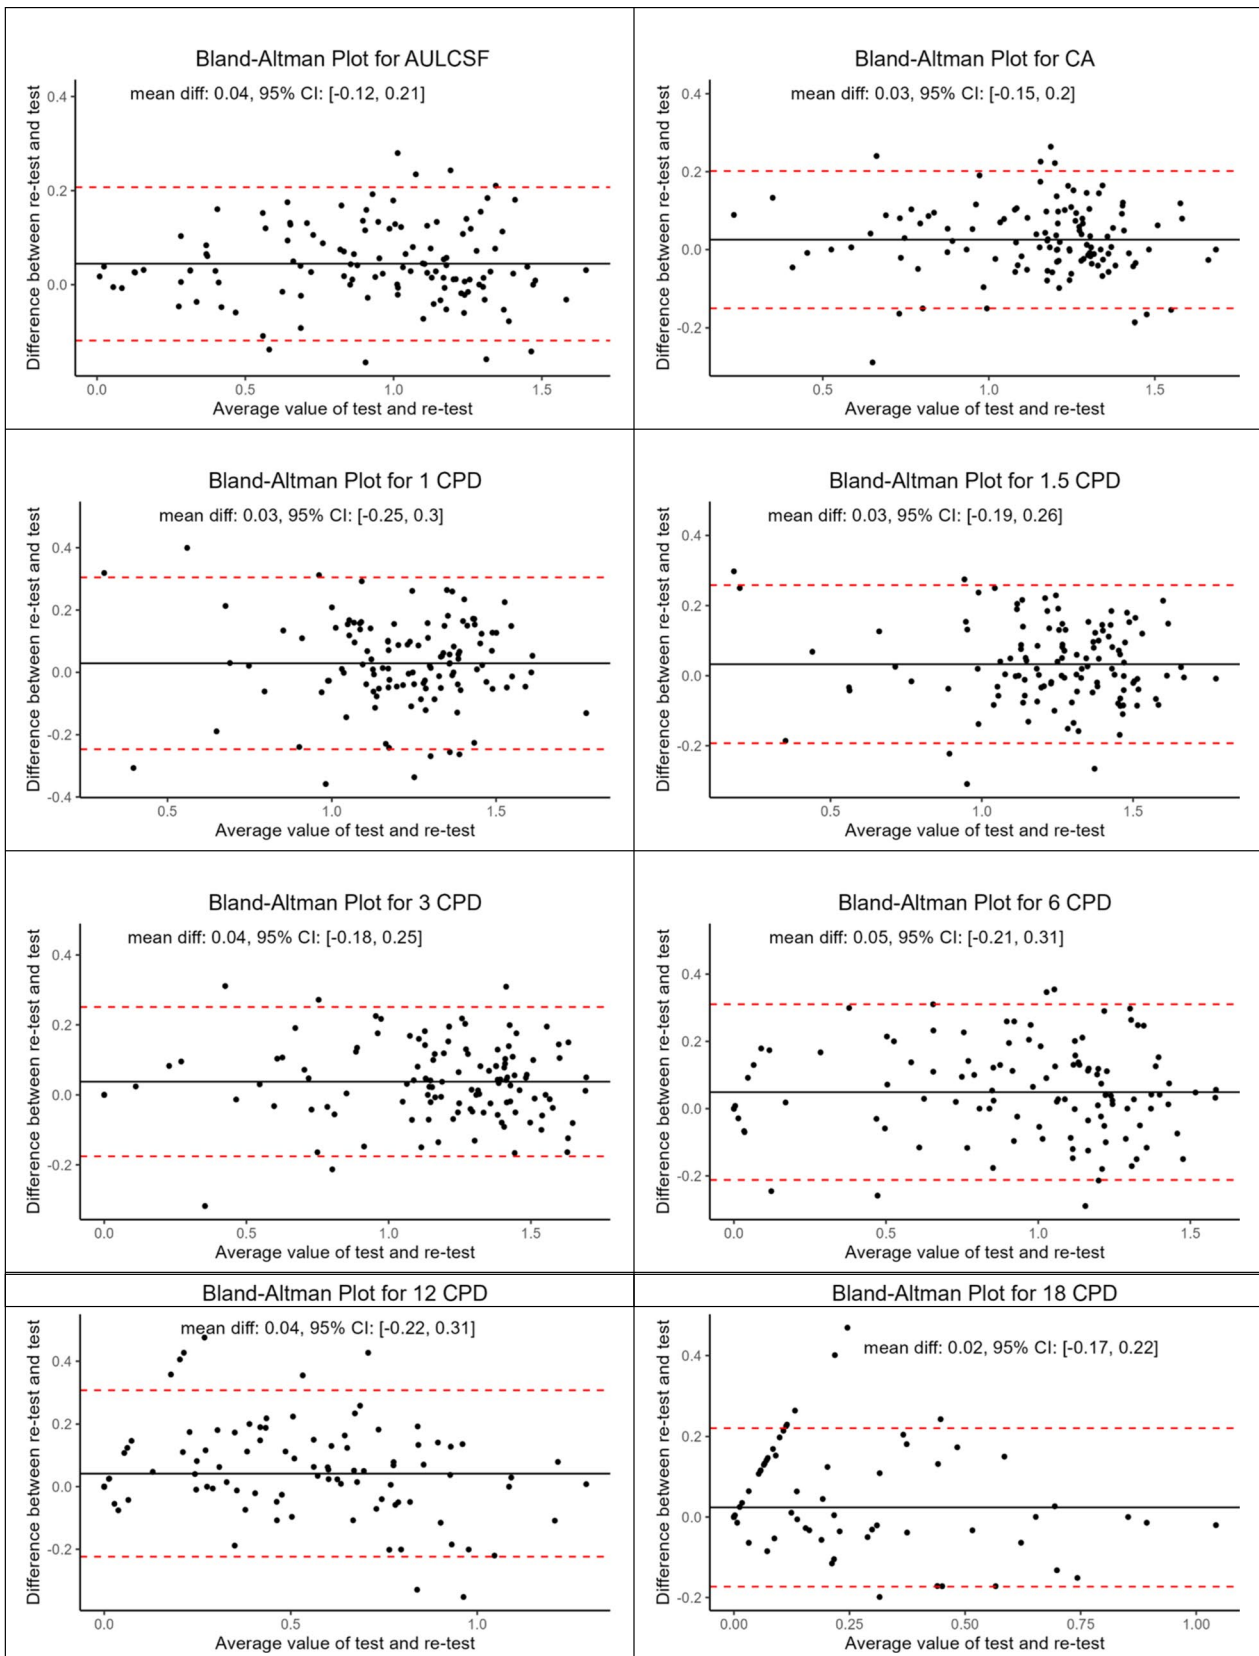 Bland-Altman Plot for AULCSF
mean diff: 0.04, 95% CI: [-0.12, 0.21]
Difference between re-test and test
0.4
0.2
0.0
0.0 0.5 1.0 1.5
Average value of test and re-test
Bland-Altman Plot for CA
mean diff: 0.03, 95% CI: [-0.15, 0.2]
Difference between re-test and test
0.4
0.2
0.0
-0.2
0.5 1.0 1.5
Average value of test and re-test
Bland-Altman Plot for 1 CPD
mean diff: 0.03, 95% CI: [-0.25, 0.3]
Difference between re-test and test
0.4
0.2
0.0
-0.2
-0.4
0.5 1.0 1.5
Average value of test and re-test
Bland-Altman Plot for 1.5 CPD
mean diff: 0.03, 95% CI: [-0.19, 0.26]
Difference between re-test and test
0.4
0.2
0.0
-0.2
0.5 1.0 1.5
Average value of test and re-test
Bland-Altman Plot for 3 CPD
mean diff: 0.04, 95% CI: [-0.18, 0.25]
Difference between re-test and test
0.4
0.2
0.0
-0.2
0.0 0.5 1.0 1.5
Average value of test and re-test
Bland-Altman Plot for 6 CPD
mean diff: 0.05, 95% CI: [-0.21, 0.31]
Difference between re-test and test
0.4
0.2
0.0
-0.2
0.0 0.5 1.0 1.5
Average value of test and re-test
Bland-Altman Plot for 12 CPD
mean diff: 0.04, 95% CI: [-0.22, 0.31]
Difference between re-test and test
0.4
0.2
0.0
-0.2
0.0 0.5 1.0
Average value of test and re-test
Bland-Altman Plot for 18 CPD
mean diff: 0.02, 95% CI: [-0.17, 0.22]
Difference between re-test and test
0.4
0.2
0.0
-0.2
0.00 0.25 0.50 0.75 1.00
Average value of test and re-test